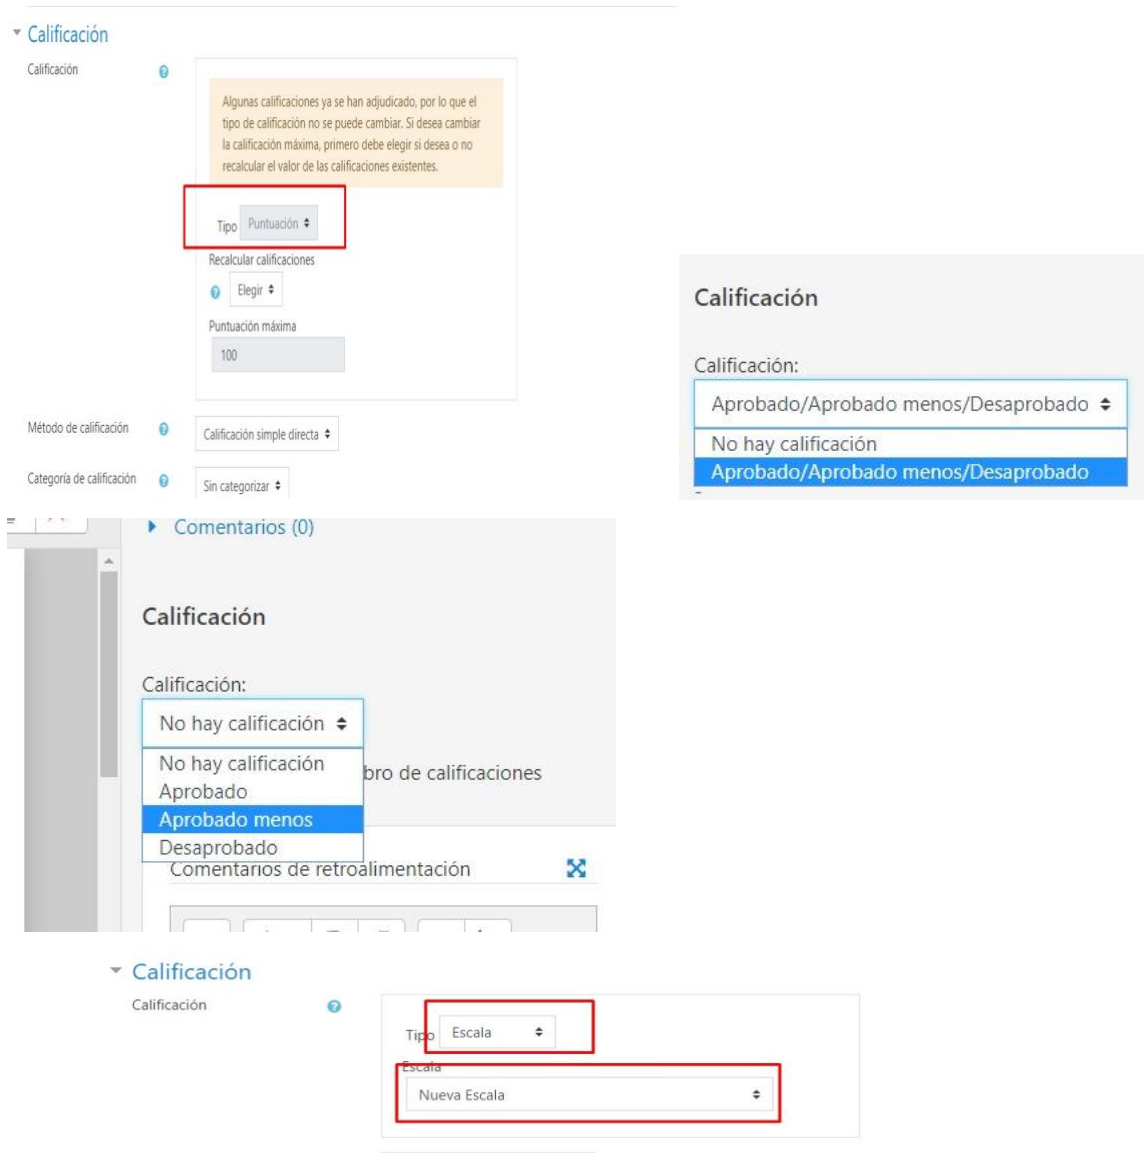 Calificación
Calificación
Algunas calificaciones ya se han adjudicado, por lo que el
tipo de calificación no se puede cambiar. Si desea cambiar
la calificación máxima, primero debe elegir si desea o no
recalcular el valor de las calificaciones existentes.
Tipo Puntuación
Recalcular calificaciones
Elegir
Puntuación máxima
100
Método de calificación Calificación simple directa
Categoría de calificación Sin categorizar
Calificación
Calificación:
Aprobado/Aprobado menos/Desaprobado
No hay calificación
Aprobado/Aprobado menos/Desaprobado
Comentarios (0)
Calificación
Calificación:
No hay calificación
No hay calificación
bro de calificaciones
Aprobado
Aprobado menos
Desaprobado
Comentarios de retroalimentación
Calificación
Calificación
Tipo Escala
Escala
Nueva Escala